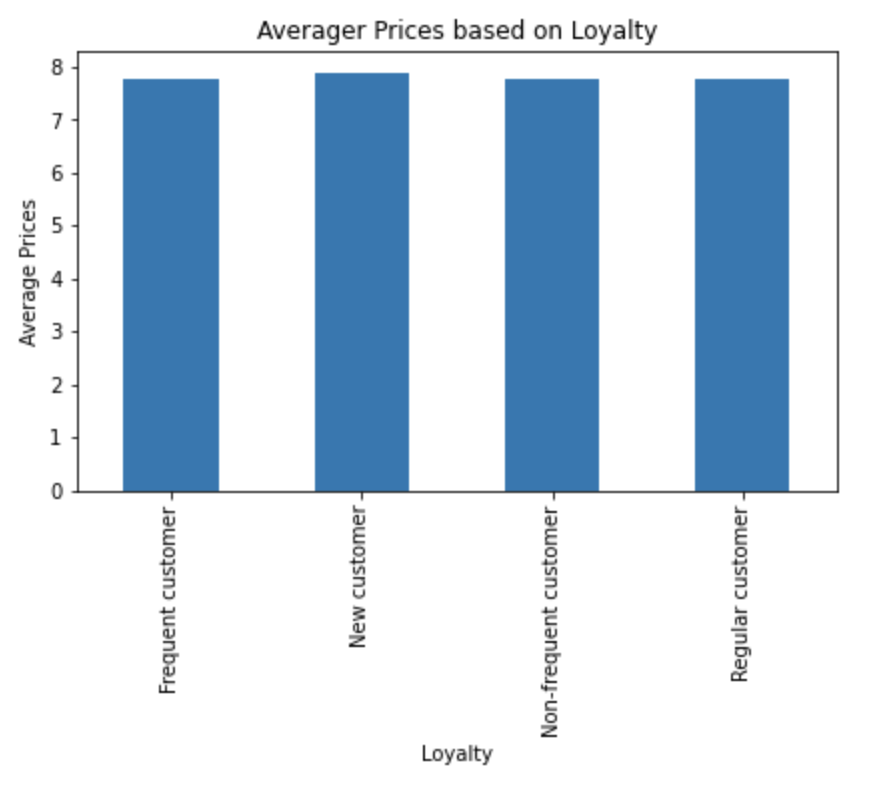 Averager Prices based on Loyalty
Average Prices
8
7
6
5
4
3
2
1
0
Frequent customer
New customer
Non-frequent customer
Regular customer
Loyalty